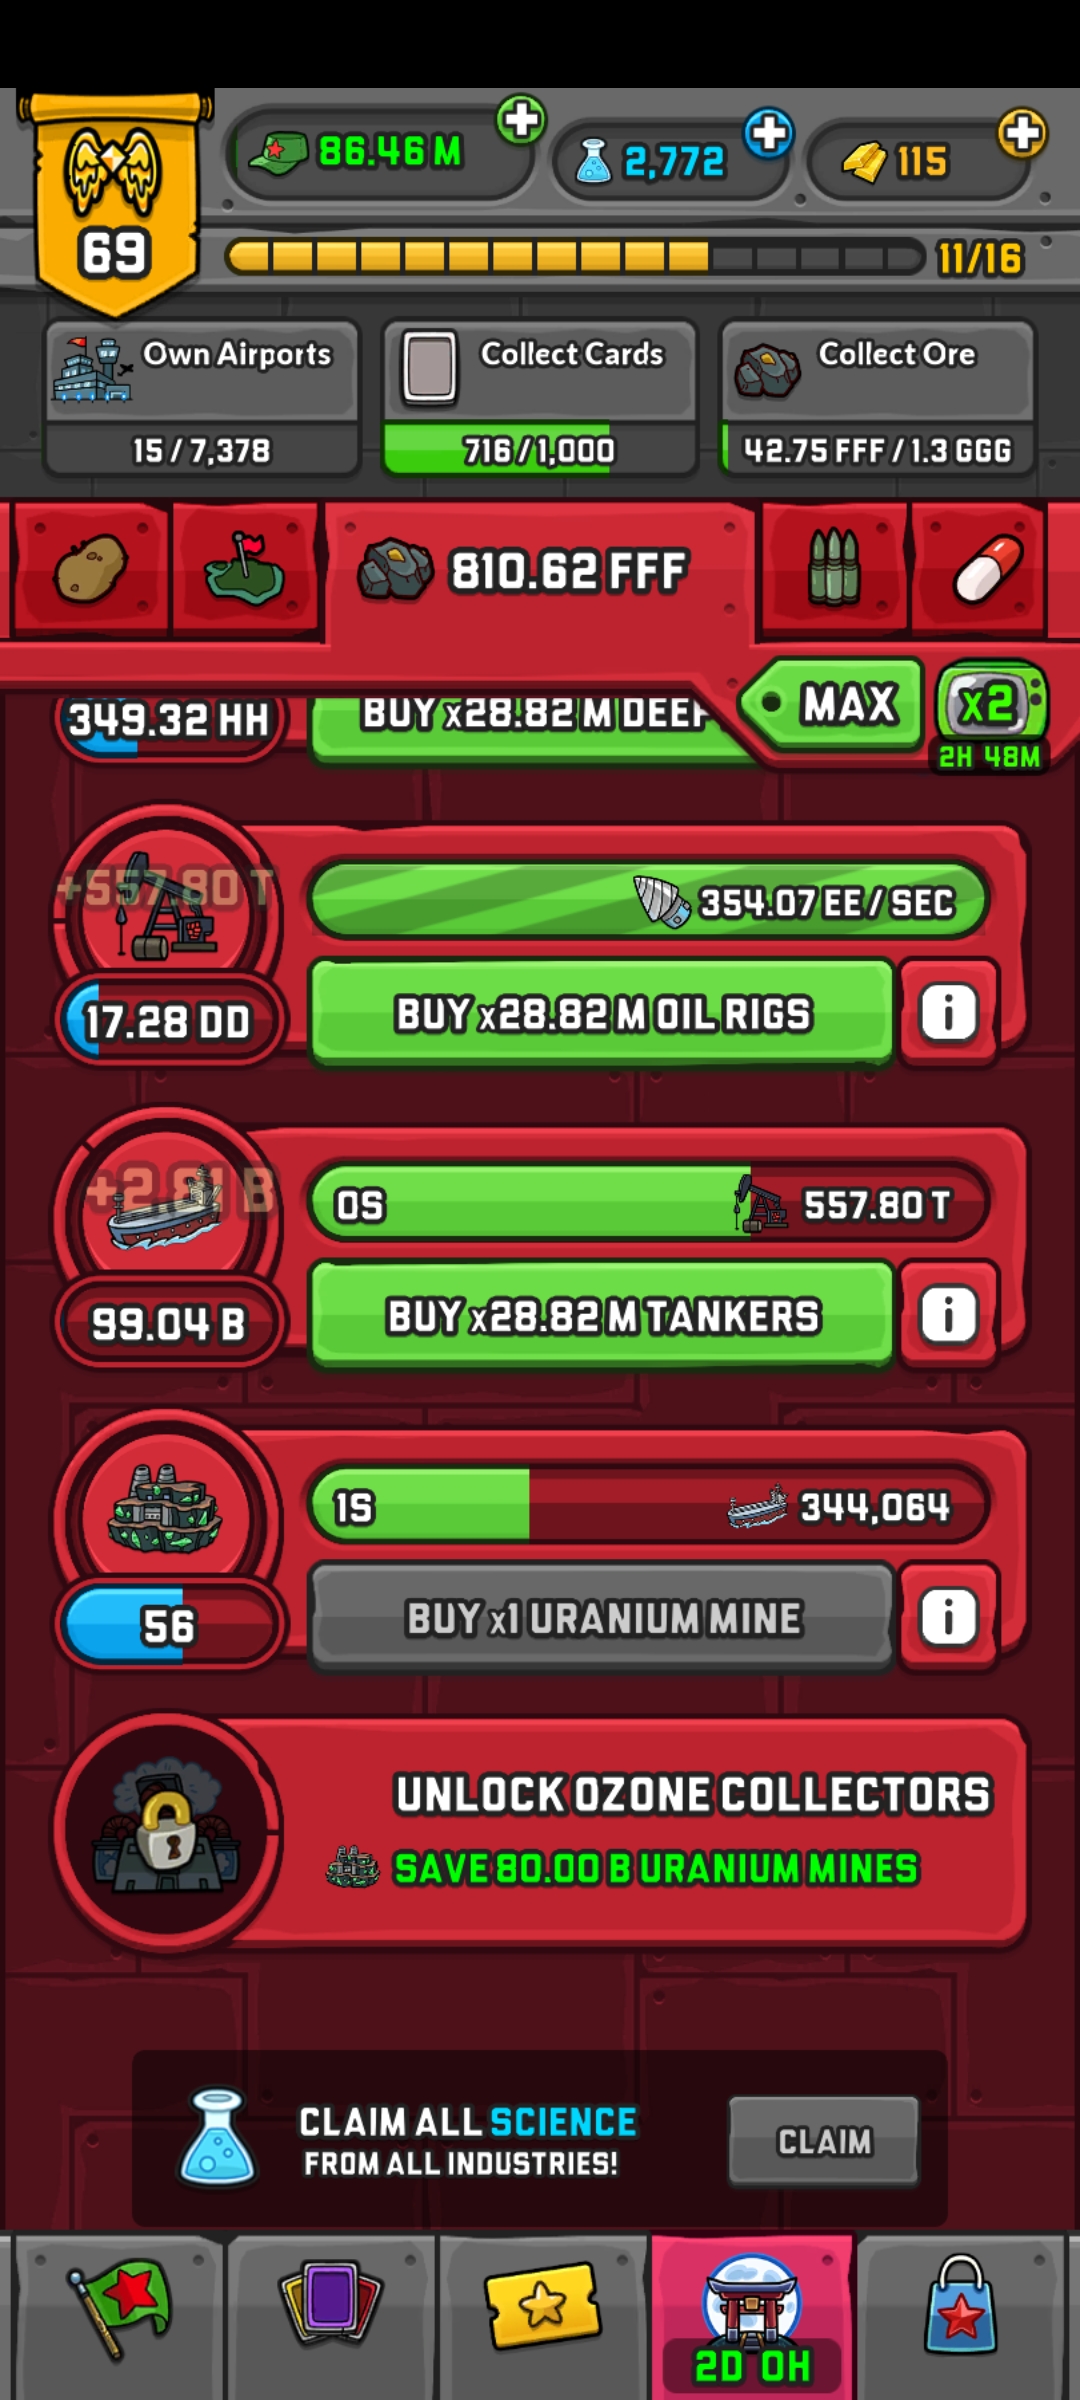 86.46 M
2,772
115
69
11/16
Own Airports
15 / 7,378
Collect Cards
716 / 1,000
Collect Ore
42.75 FFF / 1.3 GGG
810.62 FFF
MAX
x2
2H 48M
349.32 HH
BUY x28.82 M DEEP
+557.80 T
354.07 EE / SEC
17.28 DD
BUY x28.82 M OIL RIGS
i
+2.81 B
0S
557.80 T
99.04 B
BUY x28.82 M TANKERS
i
1S
344,064
56
BUY x1 URANIUM MINE
i
UNLOCK OZONE COLLECTORS
SAVE 80.00 B URANIUM MINES
CLAIM ALL SCIENCE
FROM ALL INDUSTRIES!
CLAIM
2D 0H